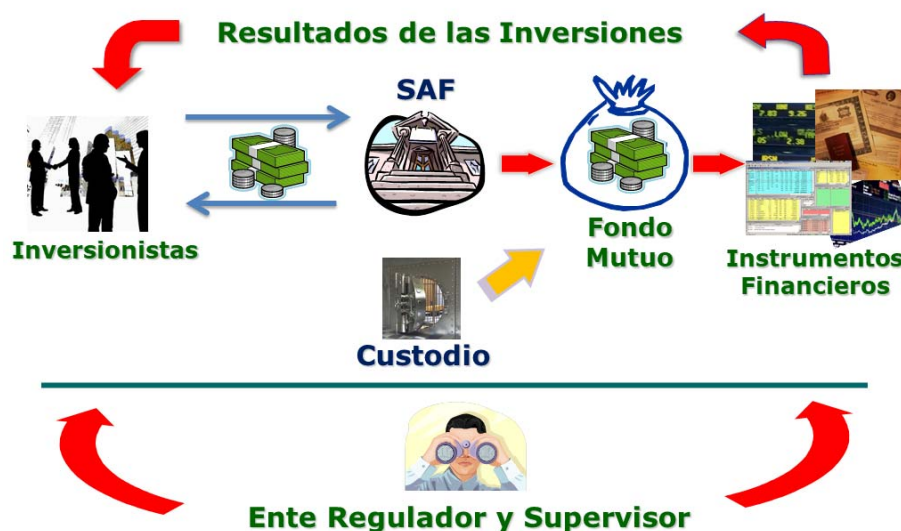 Resultados de las Inversiones
SAF
Inversionistas
Fondo
Mutuo
Instrumentos
Financieros
Custodio
Ente Regulador y Supervisor